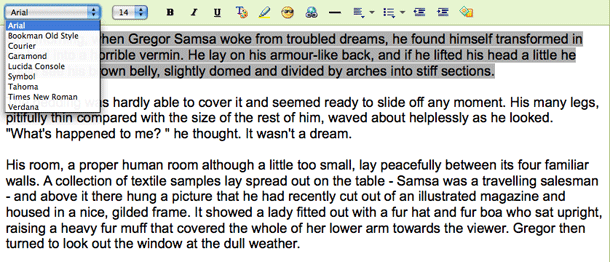 Arial 14 B I U T
Arial
Bookman Old Style
Courier
Garamond
Lucida Console
Symbol
Tahoma
Times New Roman
Verdana
when Gregor Samsa woke from troubled dreams, he found himself transformed in
horrible vermin. He lay on his armour-like back, and if he lifted his head a little he
brown belly, slightly domed and divided by arches into stiff sections.
was hardly able to cover it and seemed ready to slide off any moment. His many legs,
pitifully thin compared with the size of the rest of him, waved about helplessly as he looked.
"What's happened to me? " he thought. It wasn't a dream.
His room, a proper human room although a little too small, lay peacefully between its four familiar
walls. A collection of textile samples lay spread out on the table - Samsa was a travelling salesman
- and above it there hung a picture that he had recently cut out of an illustrated magazine and
housed in a nice, gilded frame. It showed a lady fitted out with a fur hat and fur boa who sat upright,
raising a heavy fur muff that covered the whole of her lower arm towards the viewer. Gregor then
turned to look out the window at the dull weather.